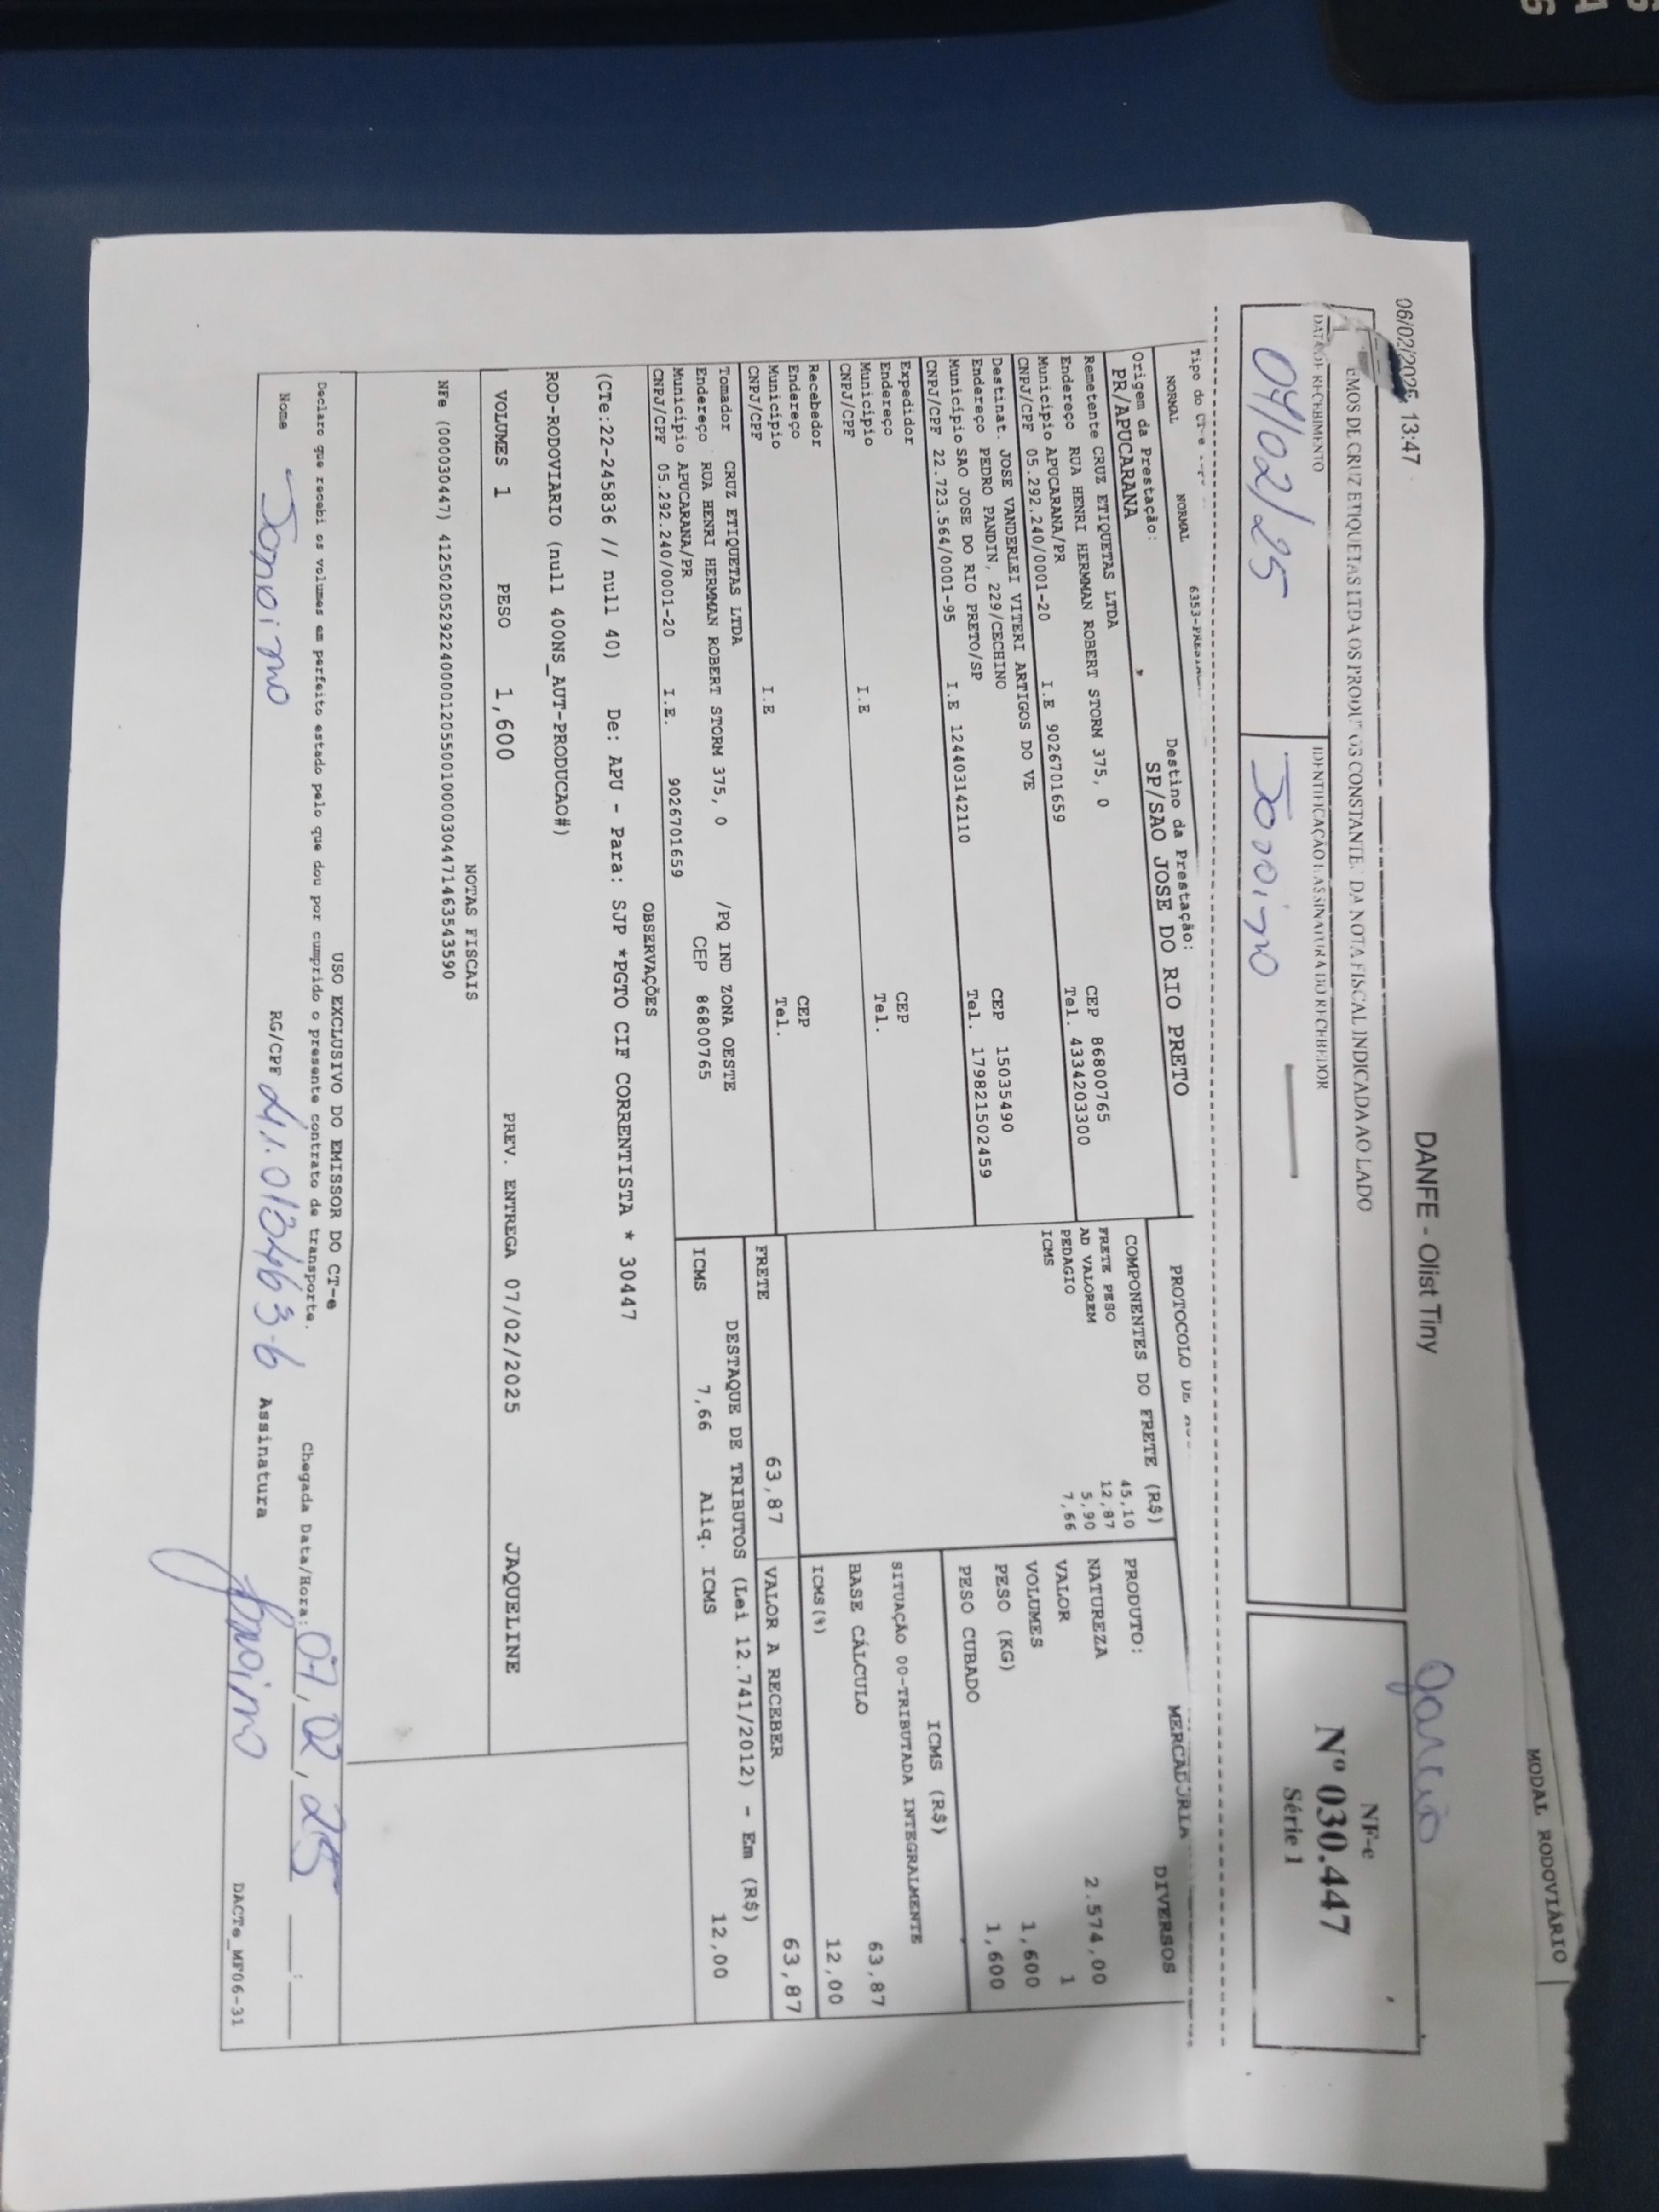 MODAL RODOVIÁRIO
06/02/2025 13:47
DANFE - Olist Tiny
EMOS DE CRUZ ETIQUETAS LTDA OS PRODUTOS CONSTANTE DA NOTA FISCAL INDICADA AO LADO
DATA DE RECEBIMENTO
IDENTIFICAÇÃO E ASSINATURA DO RECEBEDOR
NF-e
Nº 030.447
Série 1
Tipo do CT-e
PROTOCOLO DE
MERCADORIA
NORMAL NORMAL 6353-
Origem da Prestação:
PR/APUCARANA
Destino da Prestação:
SP/SAO JOSE DO RIO PRETO
Remetente CRUZ ETIQUETAS LTDA
Endereço RUA HENRI HERMMAN ROBERT STORM 375, 0 CEP 86800765
Município APUCARANA/PR Tel. 4334203300
CNPJ/CPF 05.292.240/0001-20 I.E 9026701659
Destinat. JOSE VANDERLEI VITERI ARTIGOS DO VE
Endereço PEDRO PANDIN, 229/CECHINO CEP 15035490
Município SAO JOSE DO RIO PRETO/SP Tel. 179821502459
CNPJ/CPF 22.723.564/0001-95 I.E 124403142110
Expedidor
Endereço CEP
Município Tel.
CNPJ/CPF I.E
Recebedor
Endereço CEP
Município Tel.
CNPJ/CPF I.E
Tomador CRUZ ETIQUETAS LTDA
Endereço RUA HENRI HERMMAN ROBERT STORM 375, 0 /PQ IND ZONA OESTE
Município APUCARANA/PR CEP 86800765
CNPJ/CPF 05.292.240/0001-20 I.E. 9026701659
COMPONENTES DO FRETE (R$)
FRETE PESO 45,10
AD VALOREM 12,87
PEDAGIO 5,90
ICMS 7,66
PRODUTO: DIVERSOS
NATUREZA
VALOR 2.574,00
VOLUMES 1
PESO (KG) 1,600
PESO CUBADO 1,600
ICMS (R$)
SITUAÇÃO 00-TRIBUTADA INTEGRALMENTE
BASE CÁLCULO 63,87
ICMS(%) 12,00
FRETE 63,87
VALOR A RECEBER 63,87
DESTAQUE DE TRIBUTOS (Lei 12.741/2012) - Em (R$)
ICMS 7,66 Aliq. ICMS 12,00
OBSERVAÇÕES
(CTe:22-245836 // null 40) De: APU - Para: SJP *PGTO CIF CORRENTISTA * 30447
ROD-RODOVIARIO (null 400NS_AUT-PRODUCAO#)
VOLUMES 1 PESO 1,600 PREV. ENTREGA 07/02/2025 JAQUELINE
NOTAS FISCAIS
NFe (000030447) 41250205292240000120550010000304471463543590
USO EXCLUSIVO DO EMISSOR DO CT-e
Declaro que recebi os volumes em perfeito estado pelo que dou por cumprido o presente contrato de transporte.
Chegada Data/Hora: 07, 02, 25
Nome
RG/CPF
Assinatura
DACTe_MF06-31